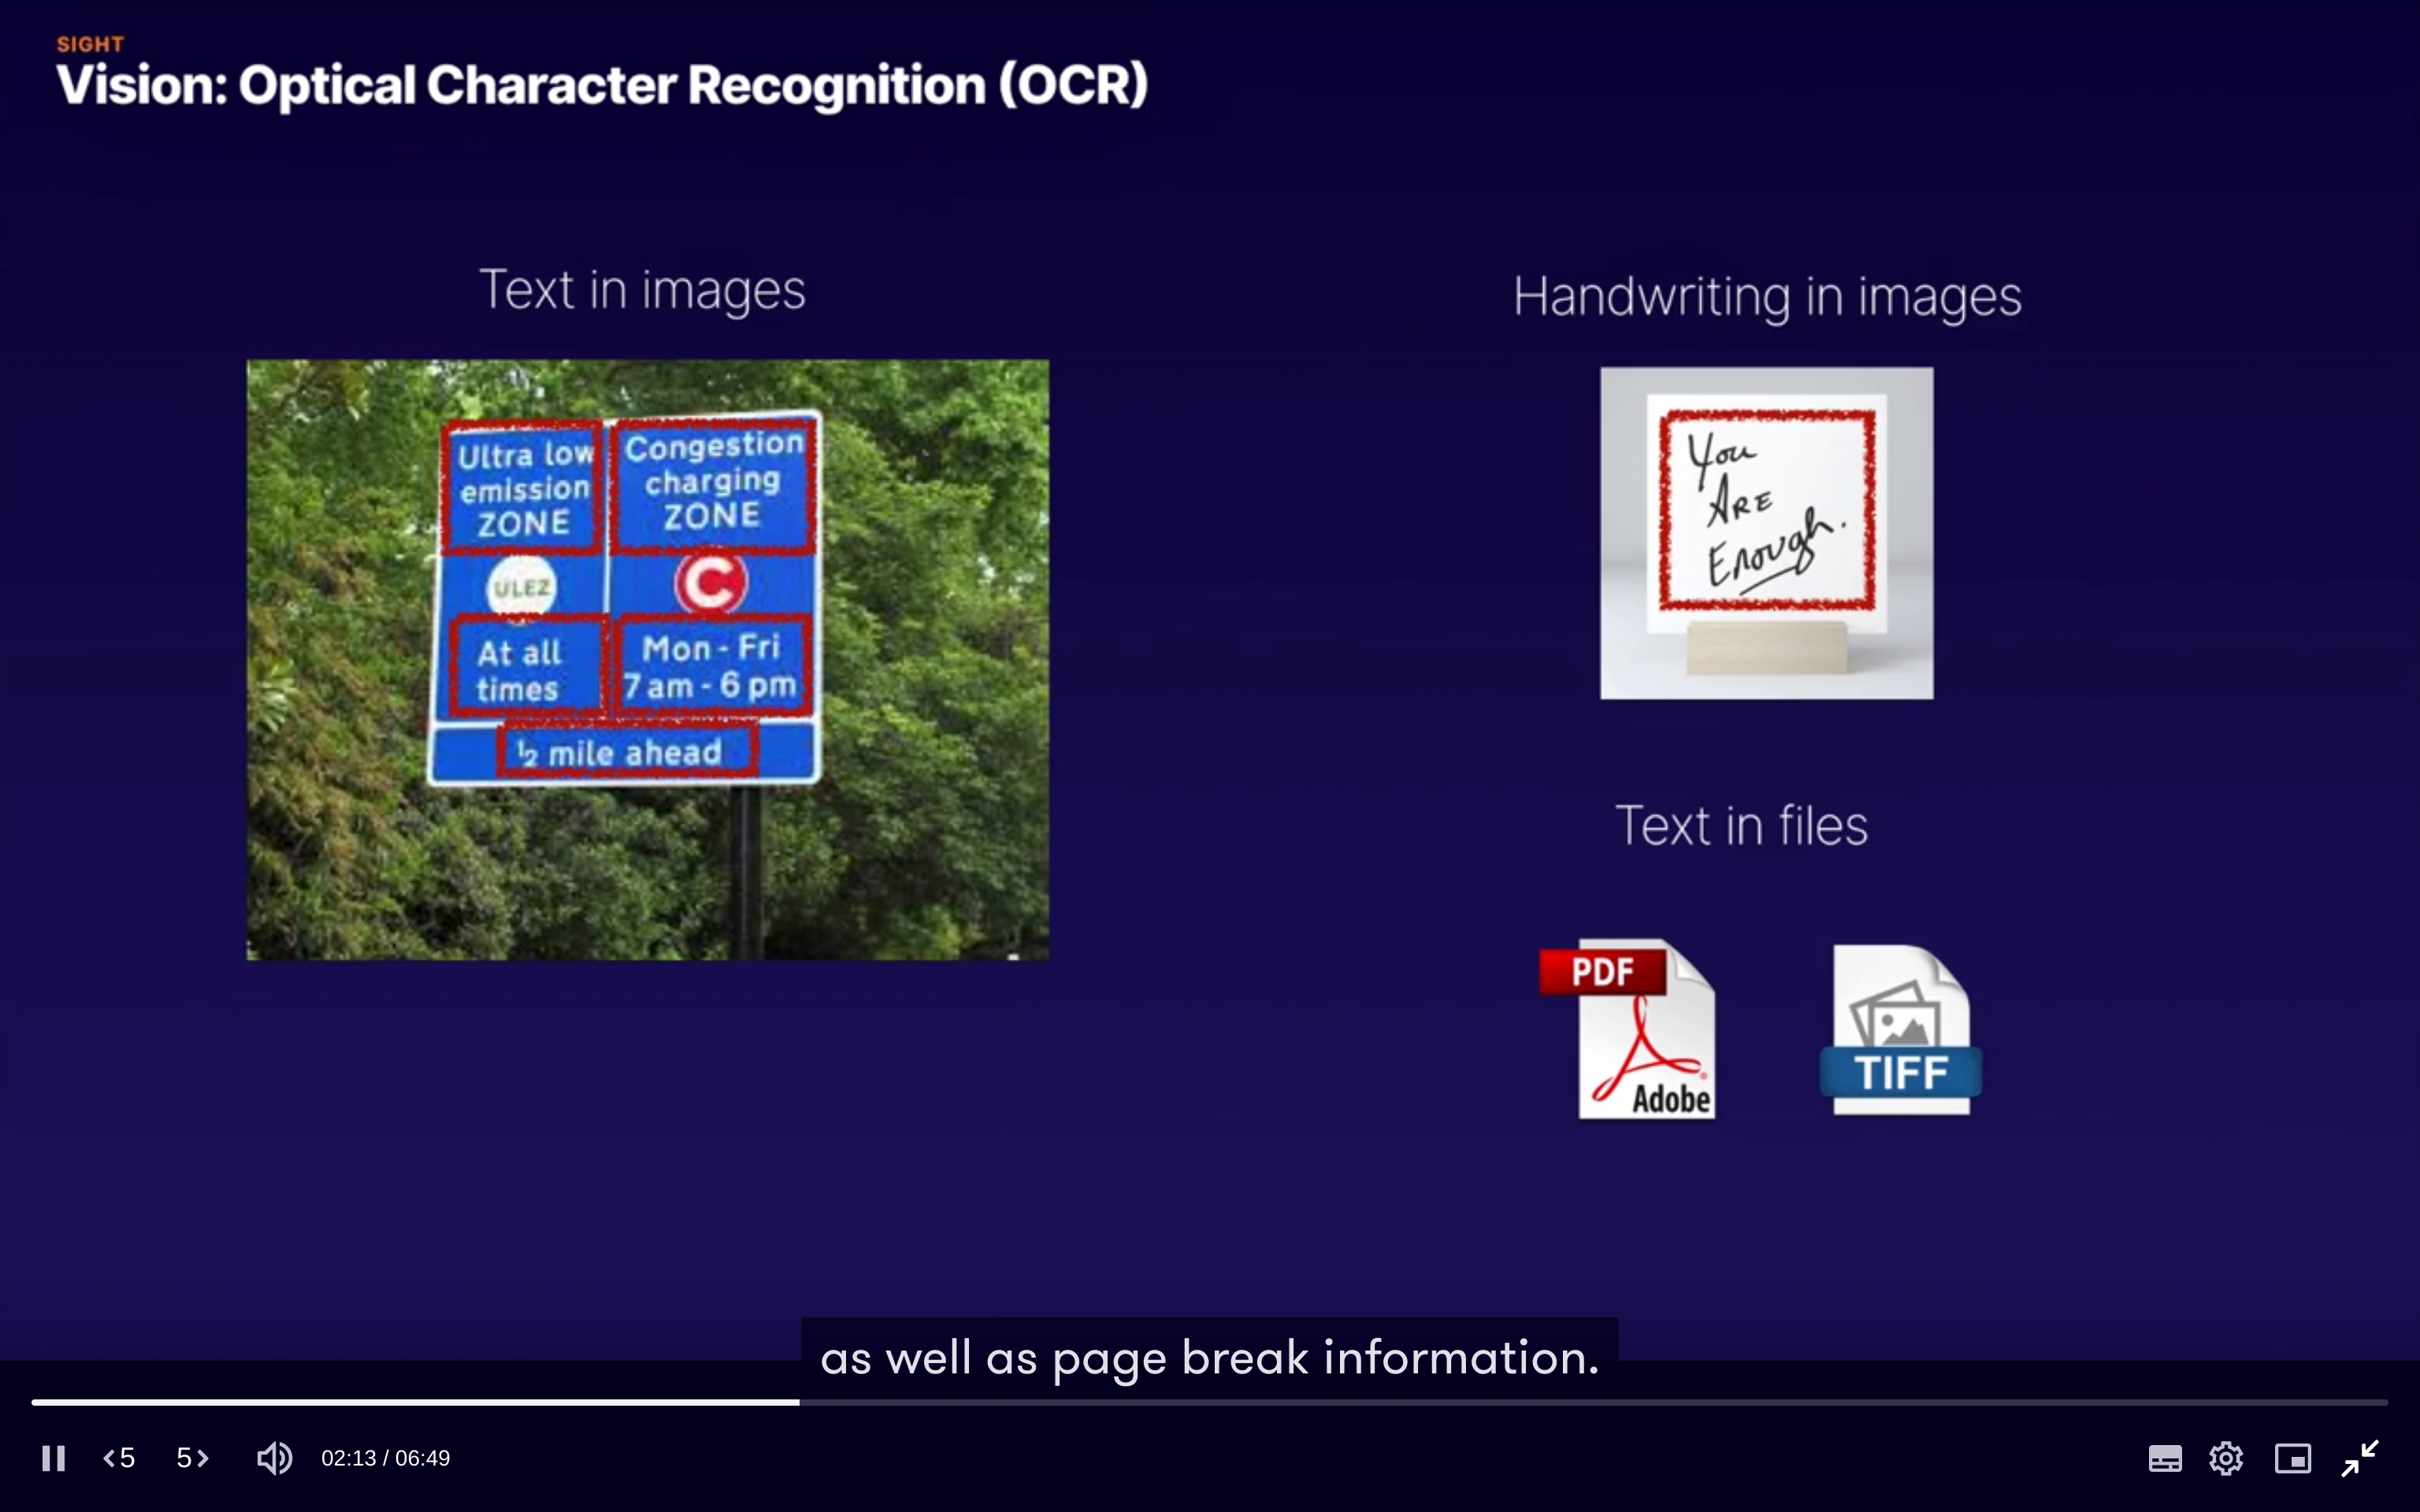 SIGHT
Vision: Optical Character Recognition (OCR)
Text in images
Ultra low
emission
ZONE
Congestion
charging
ZONE
ULEZ
C
At all
times
Mon - Fri
7 am - 6 pm
½ mile ahead
Handwriting in images
You
ARE
Enough.
Text in files
PDF
Adobe
TIFF
as well as page break information.
<5
5>
02:13 / 06:49